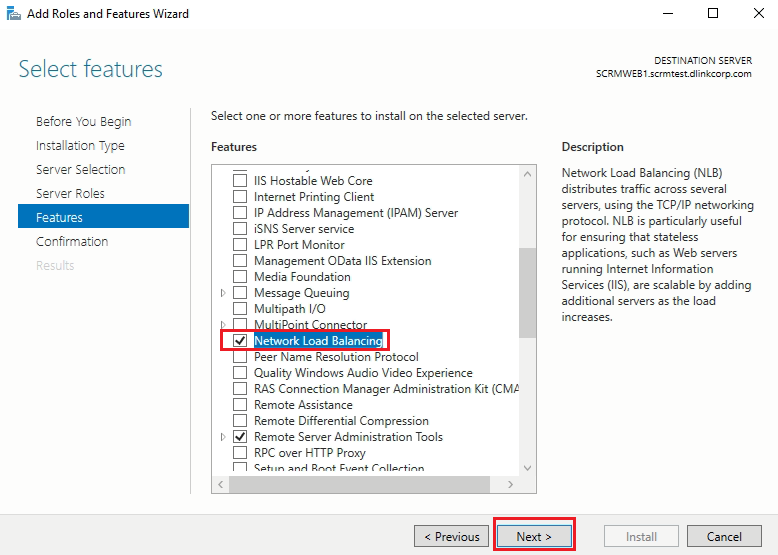 Add Roles and Features Wizard
Select features
DESTINATION SERVER
SCRMWEB1.scrmtest.dlinkcorp.com
Before You Begin
Installation Type
Server Selection
Server Roles
Features
Confirmation
Results
Select one or more features to install on the selected server.
Features
IIS Hostable Web Core
Internet Printing Client
IP Address Management (IPAM) Server
iSNS Server service
LPR Port Monitor
Management OData IIS Extension
Media Foundation
Message Queuing
Multipath I/O
MultiPoint Connector
Network Load Balancing
Peer Name Resolution Protocol
Quality Windows Audio Video Experience
RAS Connection Manager Administration Kit (CMA
Remote Assistance
Remote Differential Compression
Remote Server Administration Tools
RPC over HTTP Proxy
Setup and Boot Event Collection
Description
Network Load Balancing (NLB)
distributes traffic across several
servers, using the TCP/IP networking
protocol. NLB is particularly useful
for ensuring that stateless
applications, such as Web servers
running Internet Information
Services (IIS), are scalable by adding
additional servers as the load
increases.
< Previous
Next >
Install
Cancel